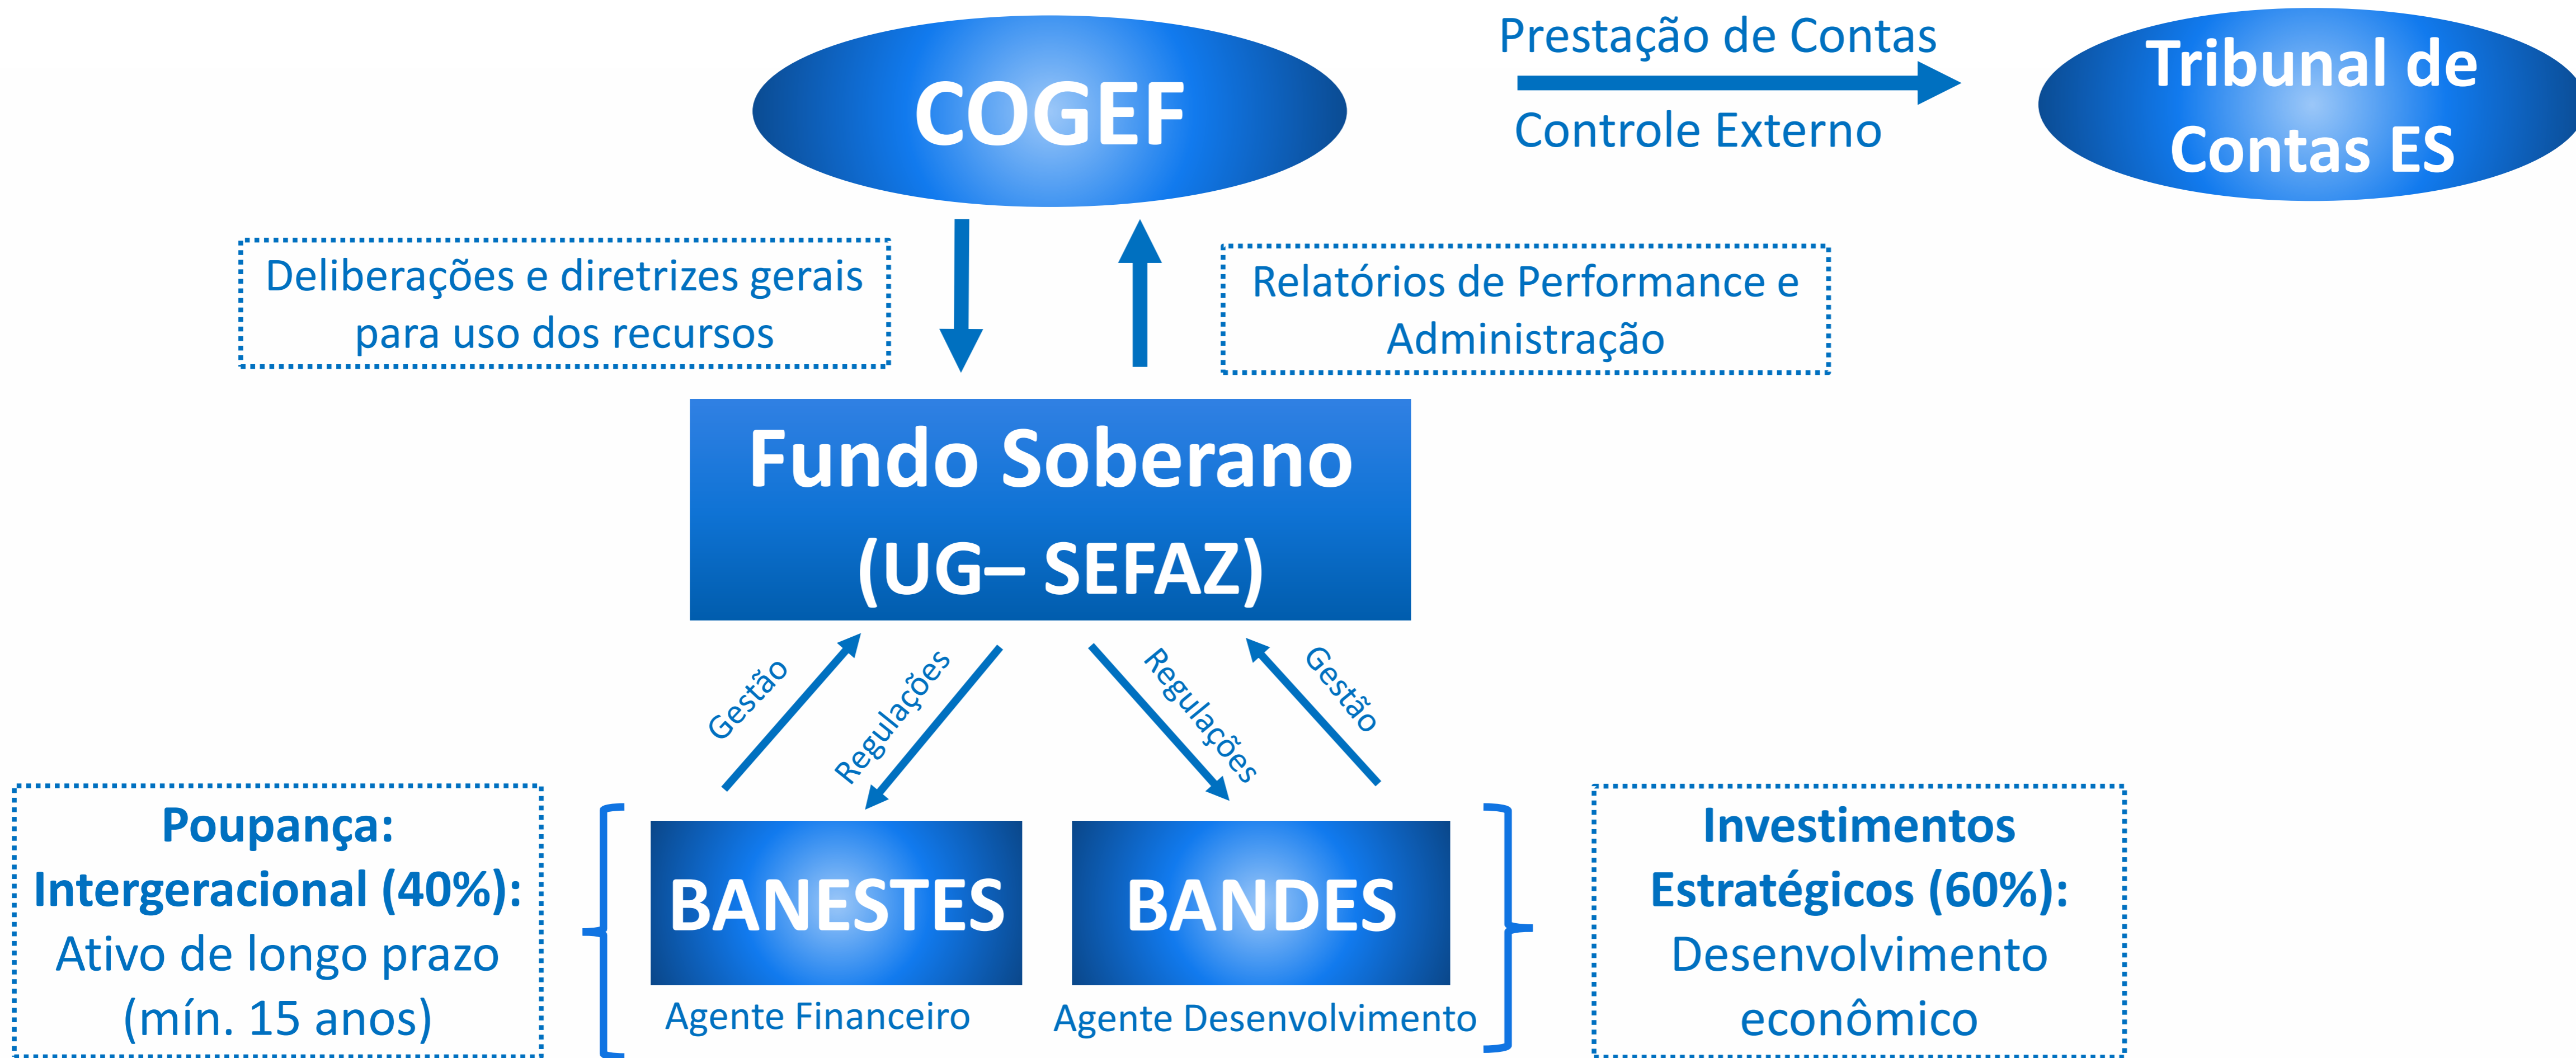 COGEF
Prestação de Contas
Controle Externo
Tribunal de
Contas ES
Deliberações e diretrizes gerais
para uso dos recursos
Relatórios de Performance e
Administração
Fundo Soberano
(UG– SEFAZ)
Gestão
Regulações
Regulações
Gestão
Poupança:
Intergeracional (40%):
Ativo de longo prazo
(mín. 15 anos)
BANESTES
Agente Financeiro
BANDES
Agente Desenvolvimento
Investimentos
Estratégicos (60%):
Desenvolvimento
econômico